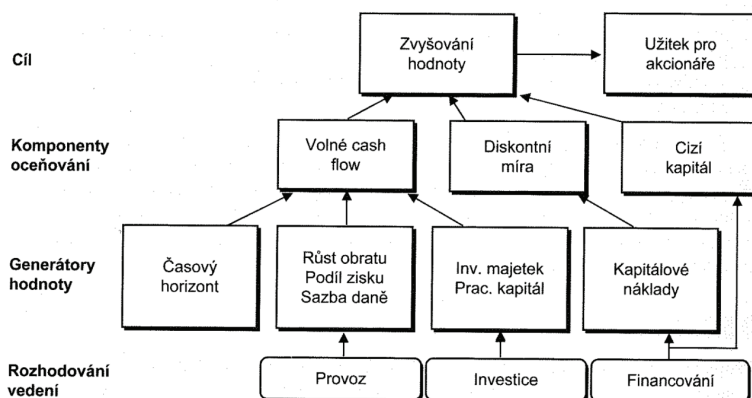 Cíl
Zvyšování
hodnoty
Užitek pro
akcionáře
Komponenty
oceňování
Volné cash
flow
Diskontní
míra
Cizí
kapitál
Generátory
hodnoty
Časový
horizont
Růst obratu
Podíl zisku
Sazba daně
Inv. majetek
Prac. kapitál
Kapitálové
náklady
Rozhodování
vedení
Provoz
Investice
Financování